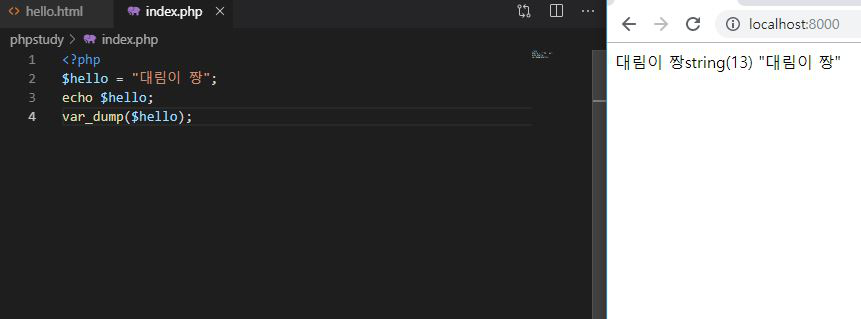 hello.html
index.php
phpstudy > index.php
1 <?php
2 $hello = "대림이 짱";
3 echo $hello;
4 var_dump($hello);
localhost:8000
대림이 짱string(13) "대림이 짱"